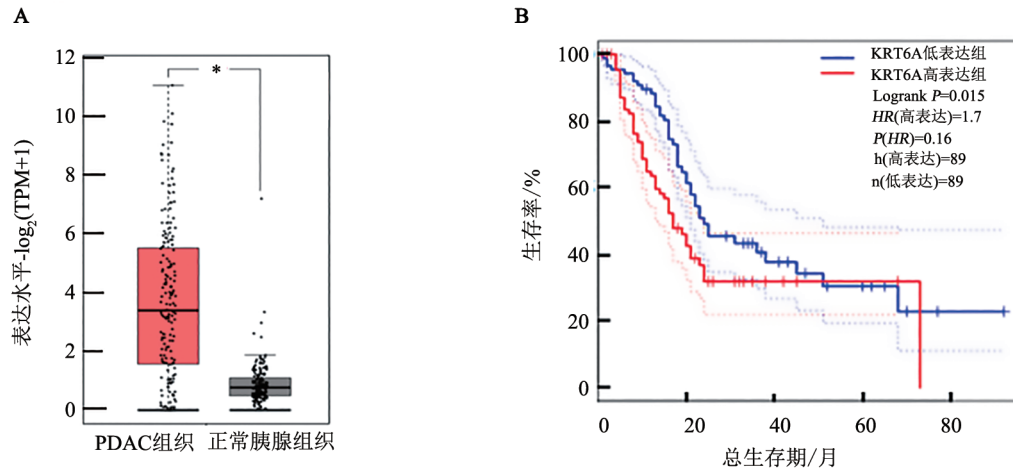 A
12
10
8
6
4
2
0
表达水平-log2(TPM+1)
*
PDAC组织
正常胰腺组织
B
100
80
60
40
20
0
生存率/%
KRT6A低表达组
KRT6A高表达组
Logrank P=0.015
HR(高表达)=1.7
P(HR)=0.16
h(高表达)=89
n(低表达)=89
0
20
40
60
80
总生存期/月